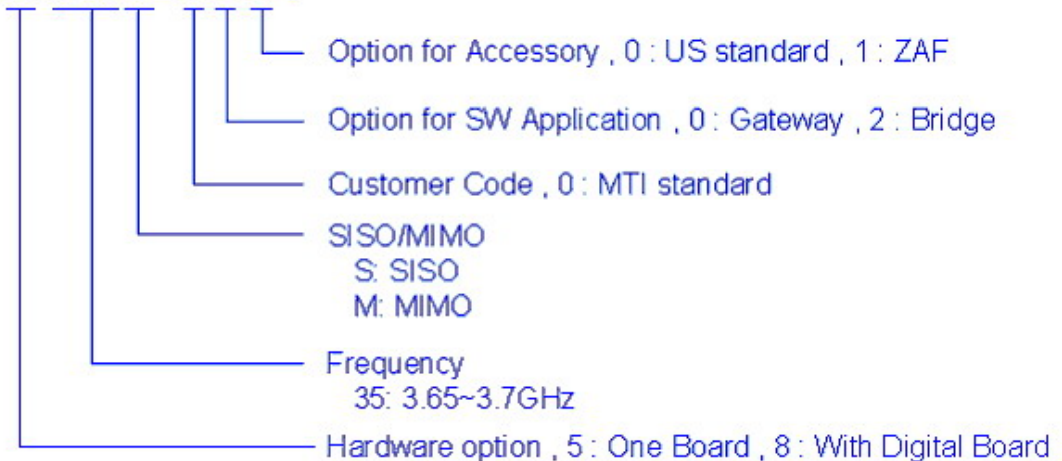 Option for Accessory , 0 : US standard , 1 : ZAF
Option for SW Application , 0 : Gateway , 2 : Bridge
Customer Code , 0 : MTI standard
SISO/MIMO
S: SISO
M: MIMO
Frequency
35: 3.65~3.7GHz
Hardware option , 5 : One Board , 8 : With Digital Board